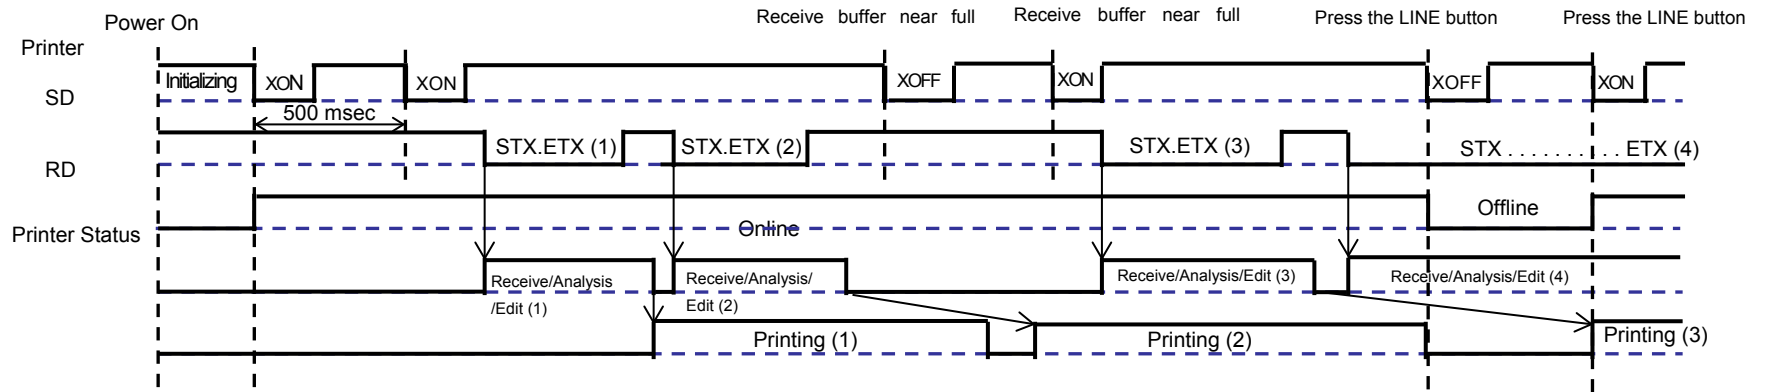 Power On
Receive buffer near full
Receive buffer near full
Press the LINE button
Press the LINE button
Printer
Initializing
XON
XON
XOFF
XON
XOFF
XON
SD
500 msec
STX.ETX (1)
STX.ETX (2)
STX.ETX (3)
STX . . . . . . . . . . ETX (4)
RD
Offline
Printer Status
Online
Receive/Analysis
/Edit (1)
Receive/Analysis/
Edit (2)
Receive/Analysis/Edit (3)
Receive/Analysis/Edit (4)
Printing (1)
Printing (2)
Printing (3)